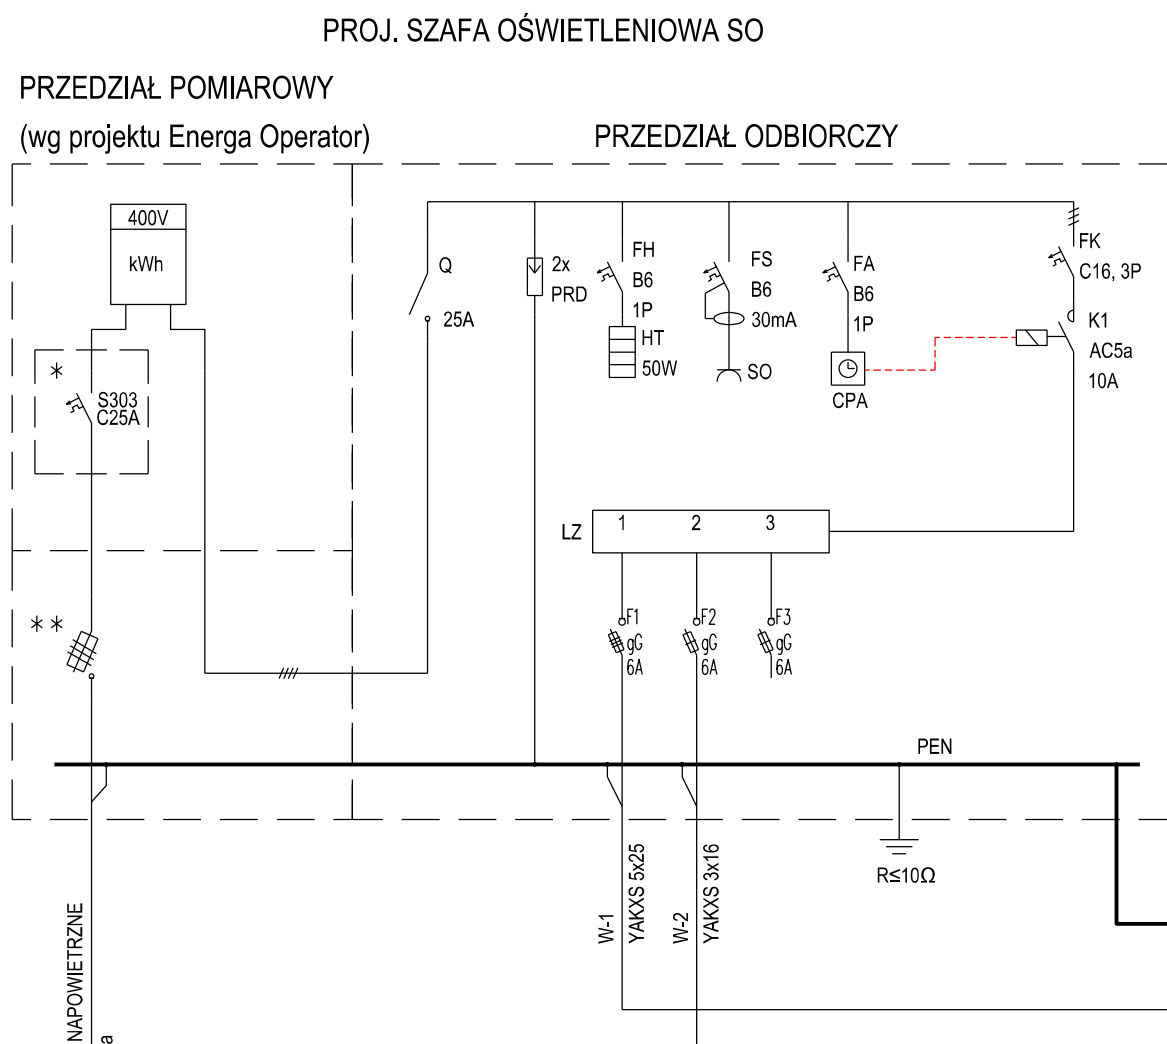 PROJ. SZAFA OŚWIETLENIOWA SO
PRZEDZIAŁ POMIAROWY
(wg projektu Energa Operator)
PRZEDZIAŁ ODBIORCZY
400V
kWh
*
S303
C25A
* *
Q
25A
2x
PRD
FH
B6
1P
HT
50W
FS
B6
30mA
SO
FA
B6
1P
CPA
FK
C16, 3P
K1
AC5a
10A
LZ
1 2 3
F1
gG
6A
F2
gG
6A
F3
gG
6A
PEN
R≤10Ω
W-1
YAKXS 5x25
W-2
YAKXS 3x16
NAPOWIETRZNE
a